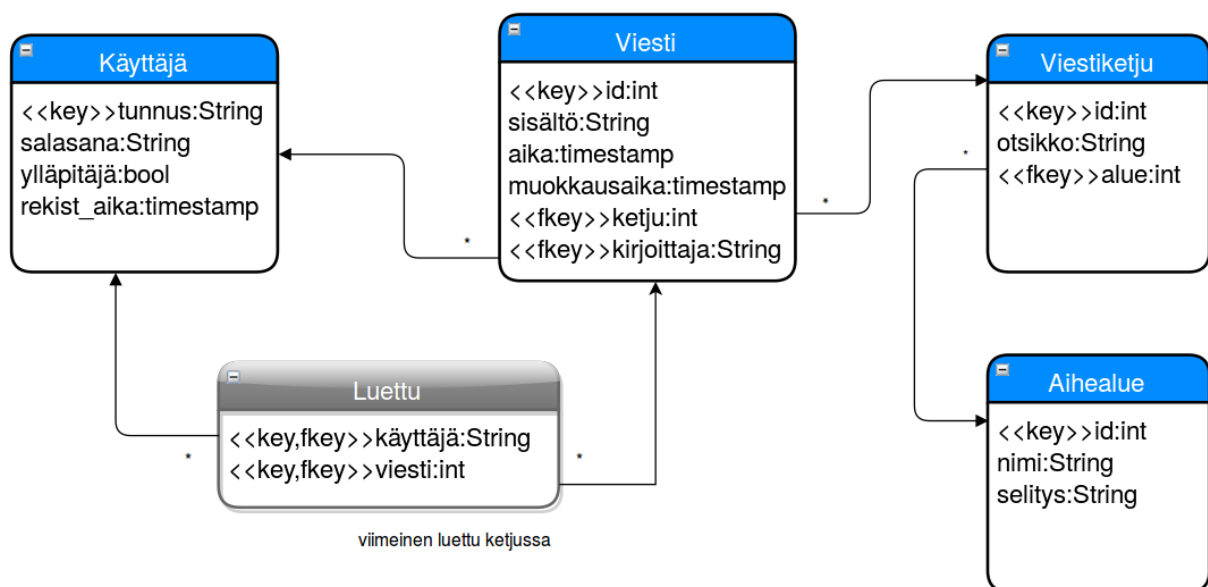 Käyttäjä
<<key>>tunnus:String
salasana:String
ylläpitäjä:bool
rekist_aika:timestamp
Viesti
<<key>>id:int
sisältö:String
aika:timestamp
muokkausaika:timestamp
<<fkey>>ketju:int
<<fkey>>kirjoittaja:String
Viestiketju
<<key>>id:int
otsikko:String
<<fkey>>alue:int
*
*
*
Luettu
<<key,fkey>>käyttäjä:String
<<key,fkey>>viesti:int
*
*
viimeinen luettu ketjussa
Aihealue
<<key>>id:int
nimi:String
selitys:String